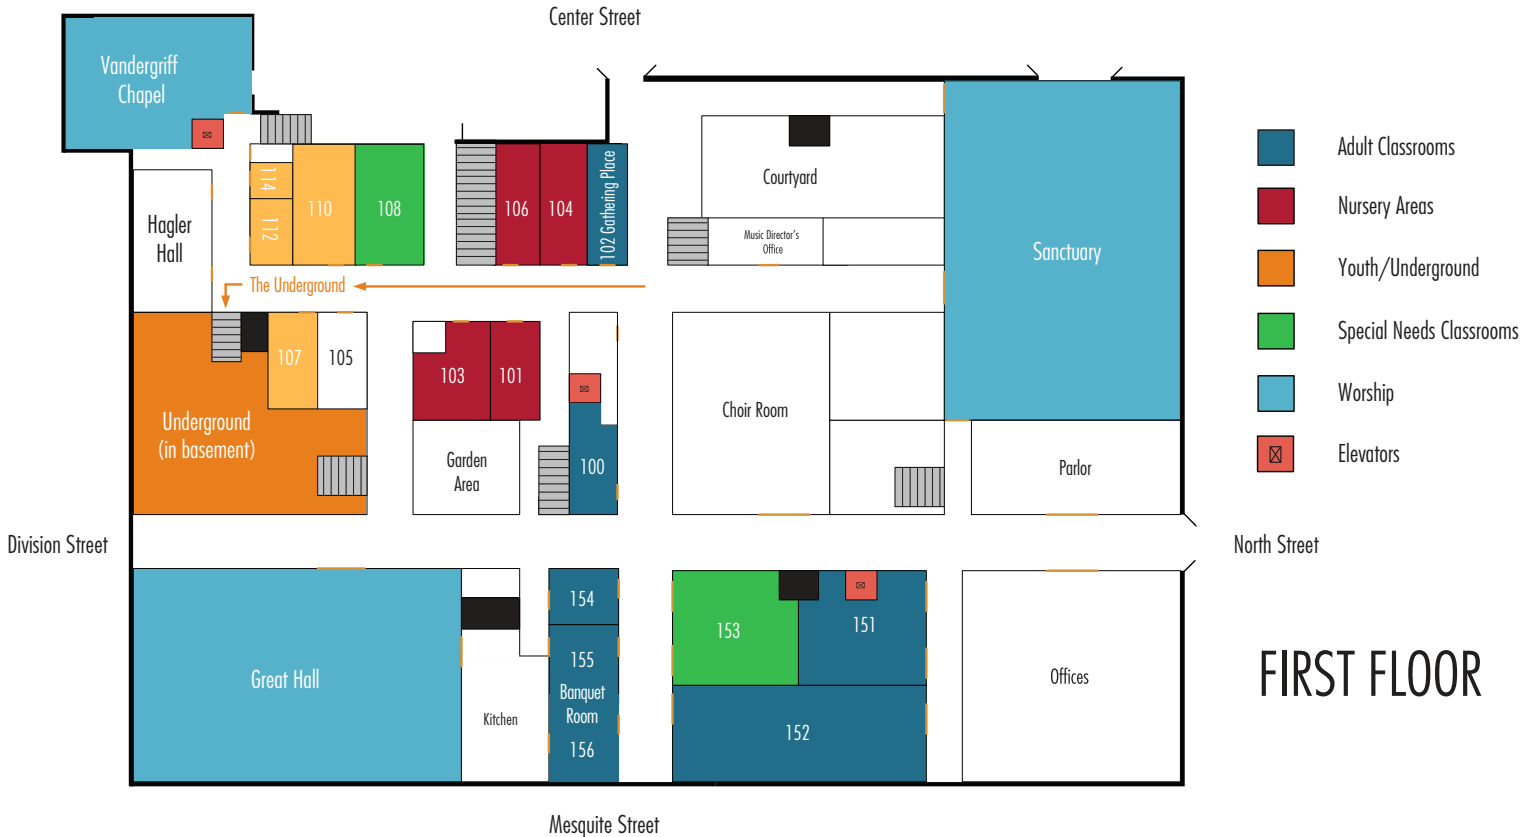 Center Street
Vandergriff
Chapel
Adult Classrooms
Nursery Areas
Youth/Underground
Special Needs Classrooms
Worship
Elevators
114
112
110
108
106
104
102 Gathering Place
Courtyard
Music Director's
Office
Sanctuary
Hagler
Hall
The Underground
107
105
103
101
Underground
(in basement)
Garden
Area
100
Choir Room
Parlor
Division Street
North Street
154
155
Banquet
Room
156
153
151
152
Great Hall
Kitchen
Offices
FIRST FLOOR
Mesquite Street